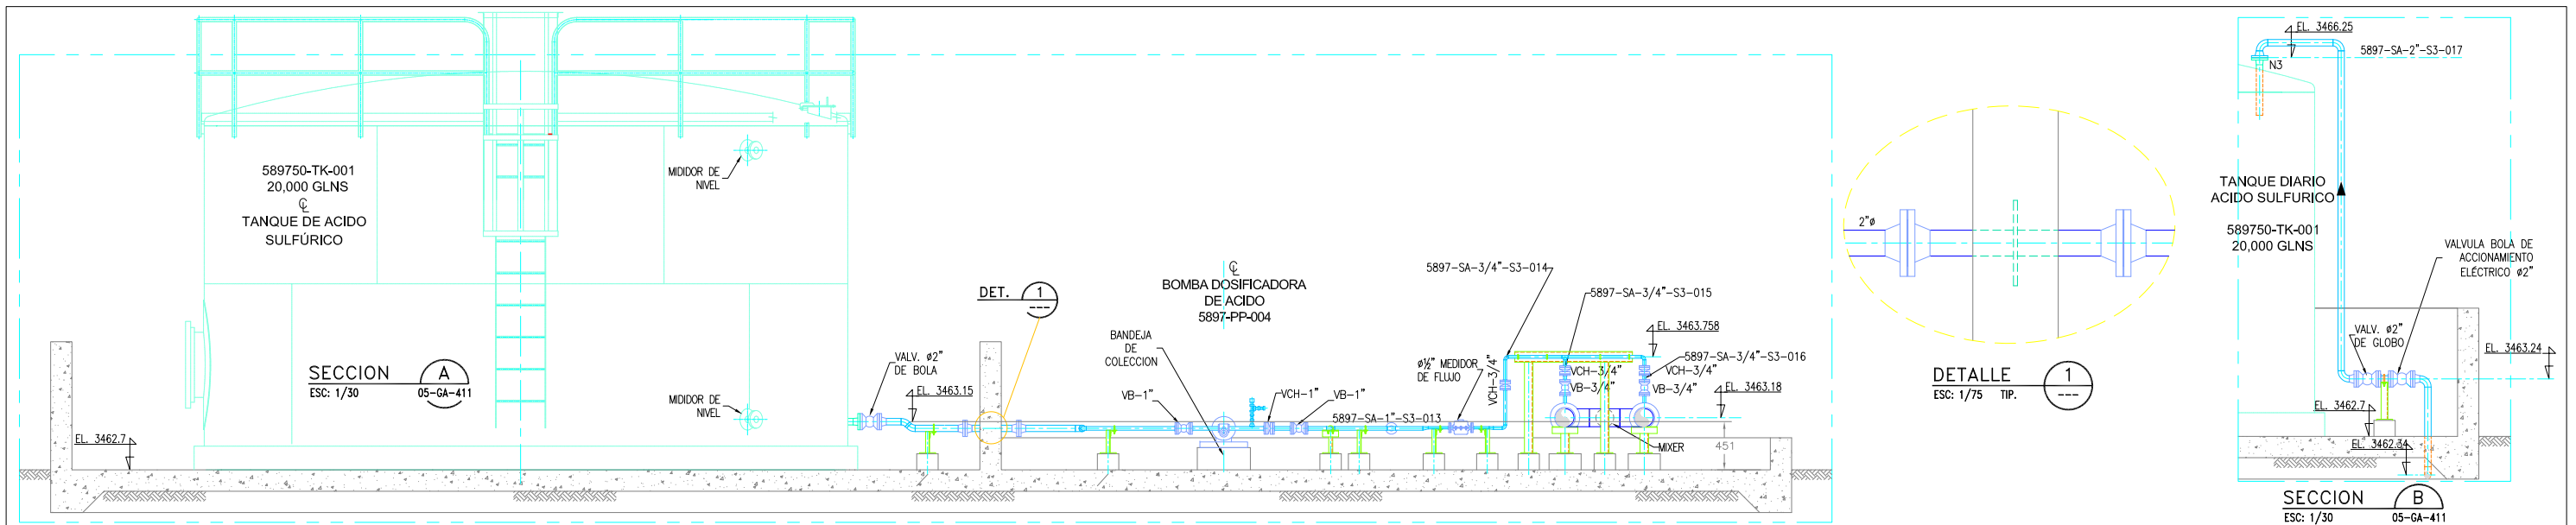 589750-TK-001
20,000 GLNS
℄
TANQUE DE ACIDO
SULFÚRICO
MIDIDOR DE
NIVEL
SECCION A
ESC: 1/30 05-GA-411
MIDIDOR DE
NIVEL
EL. 3462.7
VALV. ø2"
DE BOLA
EL. 3463.15
DET. 1
---
℄
BOMBA DOSIFICADORA
DE ACIDO
5897-PP-004
BANDEJA
DE
COLECCION
VB-1"
VCH-1"
VB-1"
5897-SA-1"-S3-013
ø½" MEDIDOR
DE FLUJO
VCH-3/4"
5897-SA-3/4"-S3-014
5897-SA-3/4"-S3-015
EL. 3463.758
5897-SA-3/4"-S3-016
VCH-3/4"
VCH-3/4"
VB-3/4"
VB-3/4"
EL. 3463.18
MIXER
451
2"ø
DETALLE 1
ESC: 1/75 TIP. ---
EL. 3466.25
5897-SA-2"-S3-017
N3
TANQUE DIARIO
ACIDO SULFURICO
589750-TK-001
20,000 GLNS
VALVULA BOLA DE
ACCIONAMIENTO
ELÉCTRICO ø2"
VALV. ø2"
DE GLOBO
EL. 3463.24
EL. 3462.7
EL. 3462.34
SECCION B
ESC: 1/30 05-GA-411